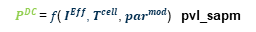 P^DC = f( I^Eff, T^cell, par^mod)  pvl_sapm